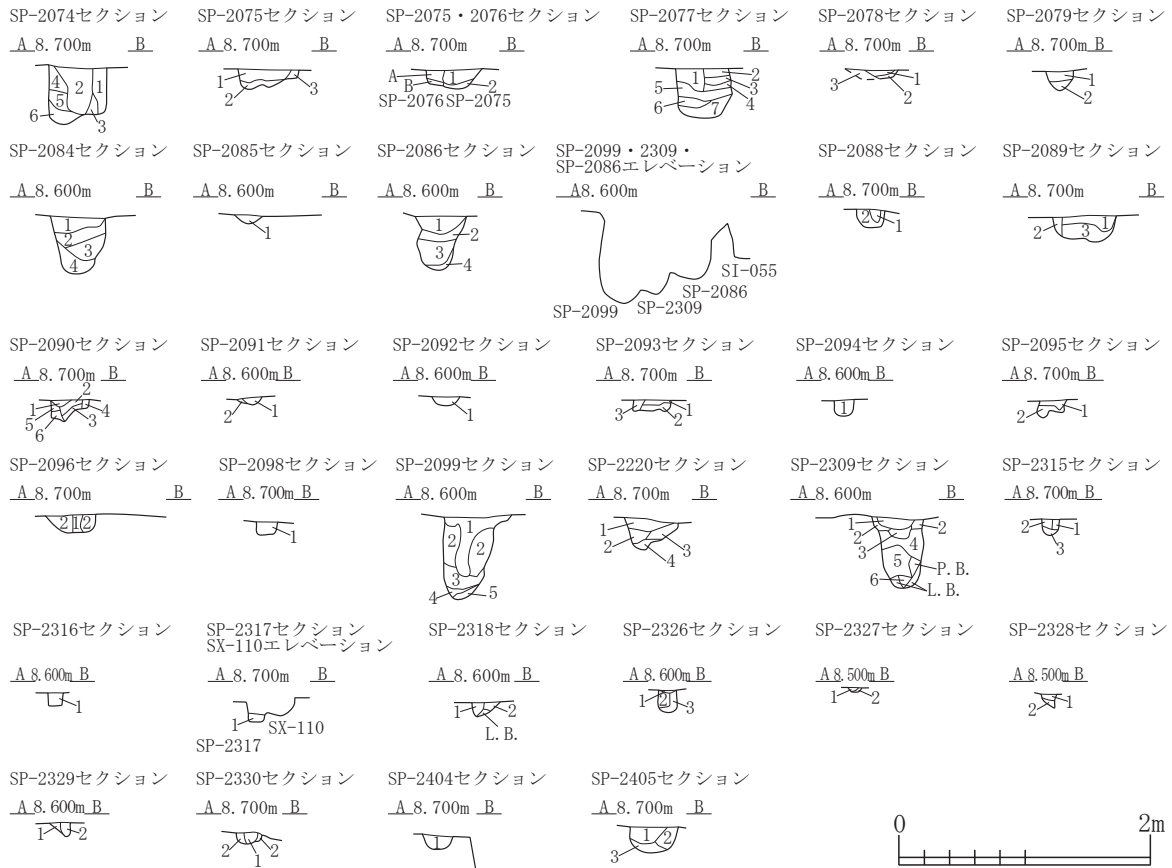 SP-2074セクション SP-2075セクション SP-2075・2076セクション SP-2077セクション SP-2078セクション SP-2079セクション
A 8.700m B A 8.700m B A 8.700m B A 8.700m B A 8.700m B A 8.700m B
4 2 1 5 6 3
1 2 3
A 1 B 2
SP-2076 SP-2075
1 2 3 5 4 6 7
1 3 2
1 2
SP-2084セクション SP-2085セクション SP-2086セクション SP-2099・2309・
SP-2086エレベーション
SP-2088セクション SP-2089セクション
A 8.600m B A 8.600m B A 8.600m B A 8.600m B A 8.700m B A 8.700m B
1 2 3 4
1
1 2 3 4
SI-055
SP-2086
SP-2309
SP-2099
2 1
2 3 1
SP-2090セクション SP-2091セクション SP-2092セクション SP-2093セクション SP-2094セクション SP-2095セクション
A 8.700m B A 8.600m B A 8.600m B A 8.700m B A 8.600m B A 8.700m B
2 1 4 5 3 6
1 2
1
3 2 1
1
2 1
SP-2096セクション SP-2098セクション SP-2099セクション SP-2220セクション SP-2309セクション SP-2315セクション
A 8.700m B A 8.700m B A 8.600m B A 8.700m B A 8.600m B A 8.700m B
2 1 2
1
1 2 2 3 4 5
1 2 3 4
1 2 2 3 4 5 6
P.B.
L.B.
2 1 3
SP-2316セクション SP-2317セクション
SX-110エレベーション
SP-2318セクション SP-2326セクション SP-2327セクション SP-2328セクション
A 8.600m B A 8.700m B A 8.600m B A 8.600m B A 8.500m B A 8.500m B
1
1 SX-110
SP-2317
1 2
L.B.
1 2 3
1 2
1 2
SP-2329セクション SP-2330セクション SP-2404セクション SP-2405セクション
A 8.600m B A 8.700m B A 8.700m B A 8.700m B
1 2
2 1 2
1
1 2 3
0 2m